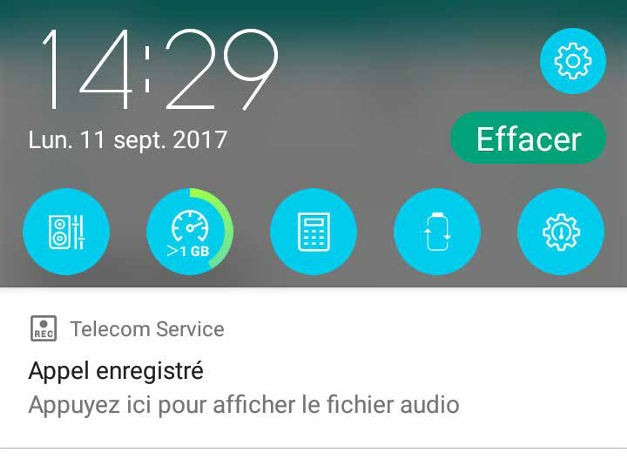 14:29
Lun. 11 sept. 2017
Effacer
>1 GB
REC Telecom Service
Appel enregistré
Appuyez ici pour afficher le fichier audio